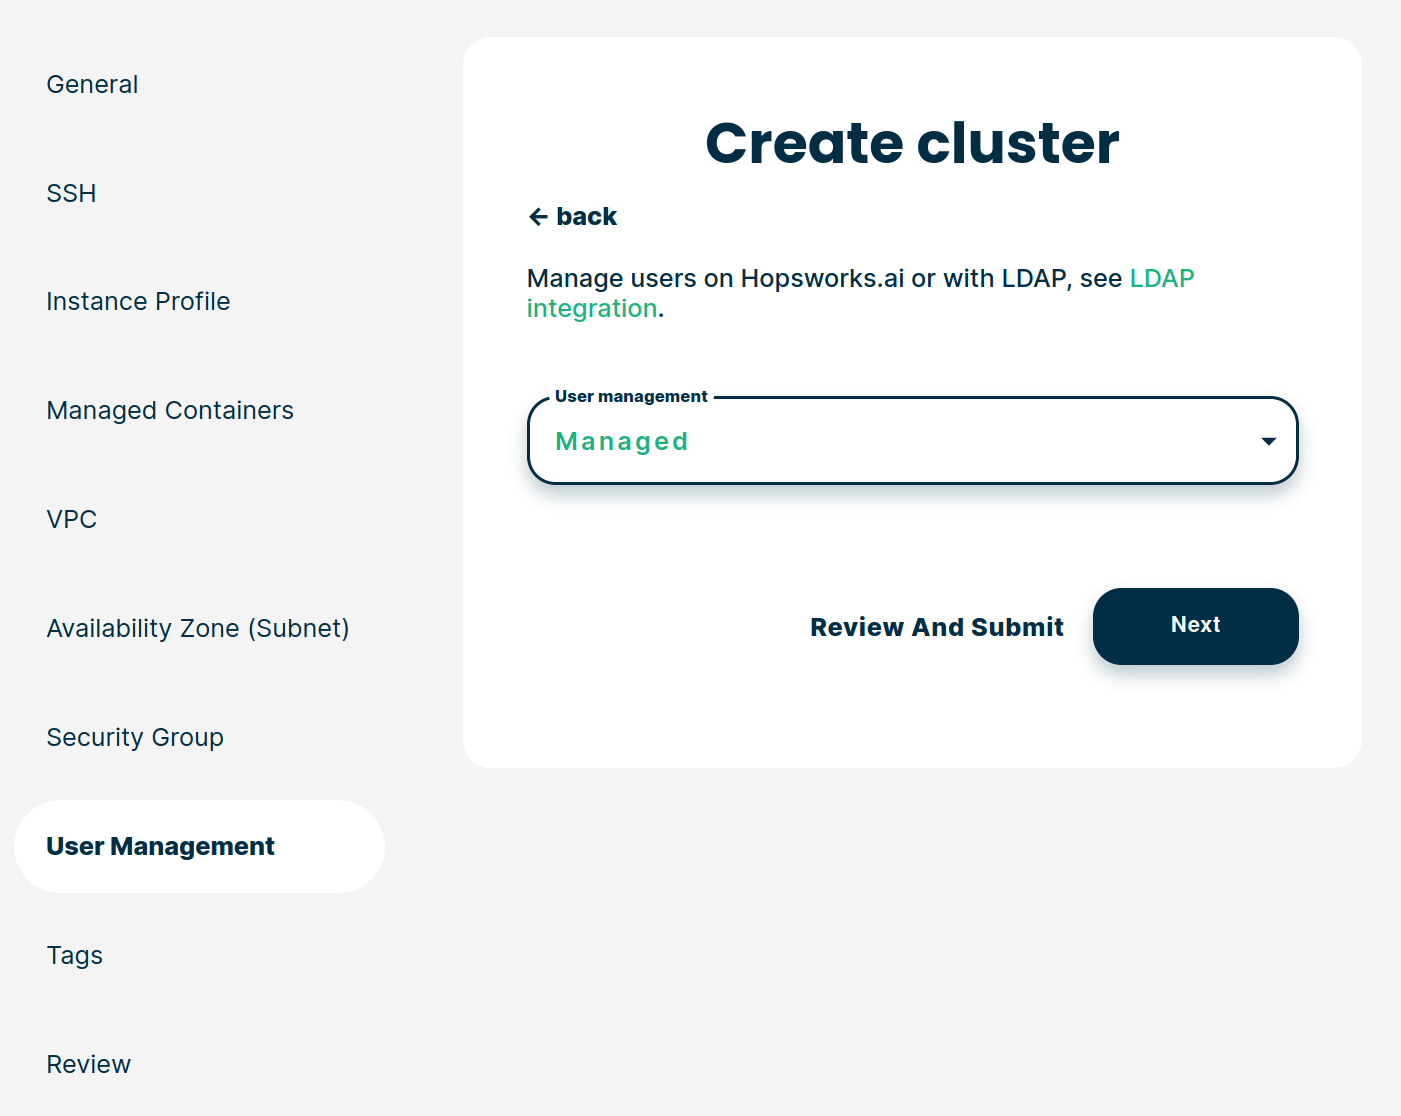 General
SSH
Instance Profile
Managed Containers
VPC
Availability Zone (Subnet)
Security Group
User Management
Tags
Review
Create cluster
← back
Manage users on Hopsworks.ai or with LDAP, see LDAP
integration.
User management
Managed
Review And Submit
Next